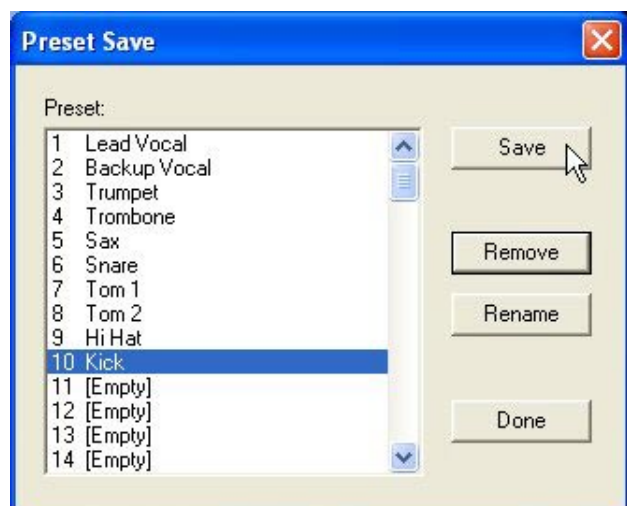 Preset Save
Preset:
1 Lead Vocal
2 Backup Vocal
3 Trumpet
4 Trombone
5 Sax
6 Snare
7 Tom 1
8 Tom 2
9 Hi Hat
10 Kick
11 [Empty]
12 [Empty]
13 [Empty]
14 [Empty]
Save
Remove
Rename
Done